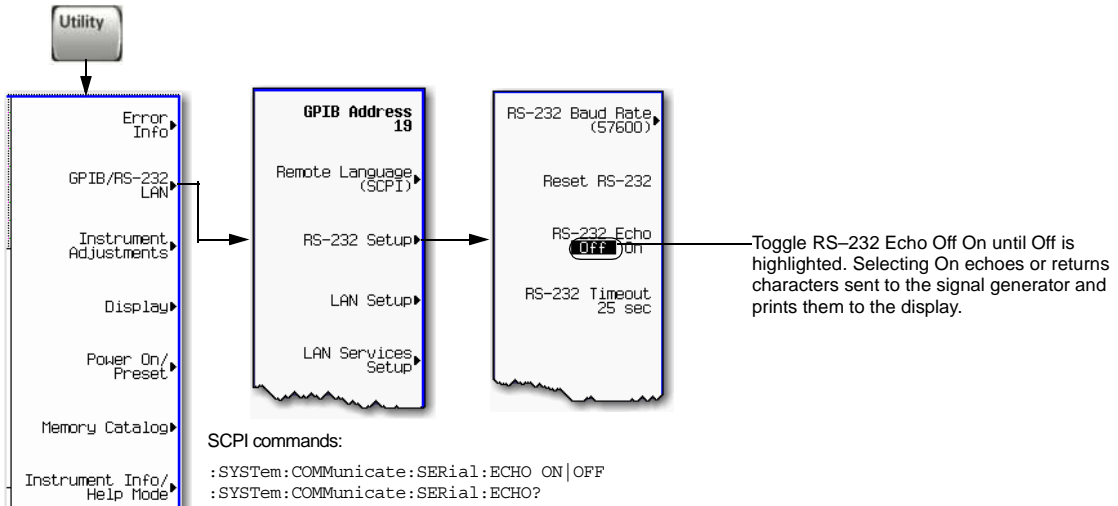 Utility
Error
Info
GPIB/RS-232
LAN
Instrument
Adjustments
Display
Power On/
Preset
Memory Catalog
Instrument Info/
Help Mode
GPIB Address
19
Remote Language
(SCPI)
RS-232 Setup
LAN Setup
LAN Services
Setup
RS-232 Baud Rate
(57600)
Reset RS-232
RS-232 Echo
Off On
RS-232 Timeout
25 sec
Toggle RS–232 Echo Off On until Off is
highlighted. Selecting On echoes or returns
characters sent to the signal generator and
prints them to the display.
SCPI commands:
:SYSTem:COMMunicate:SERial:ECHO ON|OFF
:SYSTem:COMMunicate:SERial:ECHO?